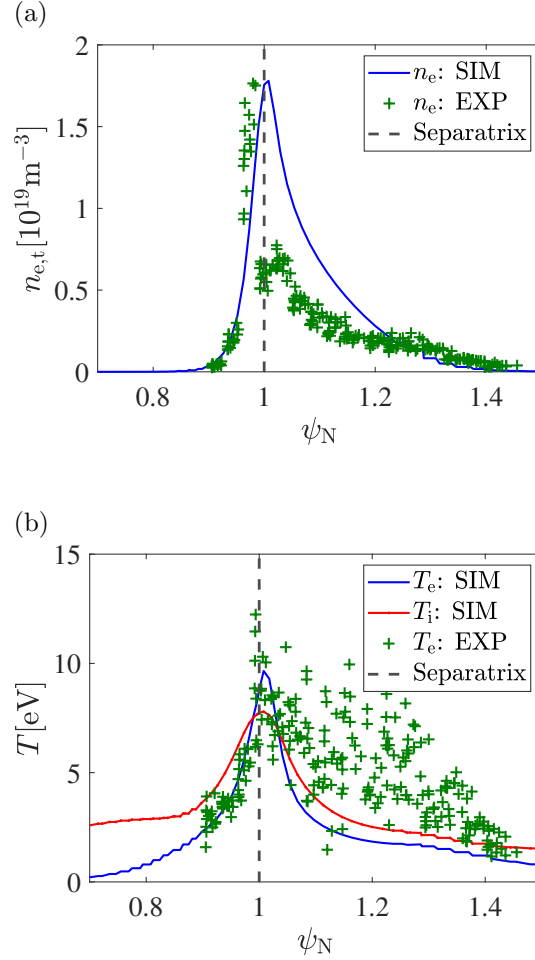 (a)
2
1.5
1
0.5
0
n_e,t[10^19 m^−3]
n_e: SIM
n_e: EXP
Separatrix
0.8 1 1.2 1.4
ψ_N
(b)
15
10
5
0
T[eV]
T_e: SIM
T_i: SIM
T_e: EXP
Separatrix
0.8 1 1.2 1.4
ψ_N